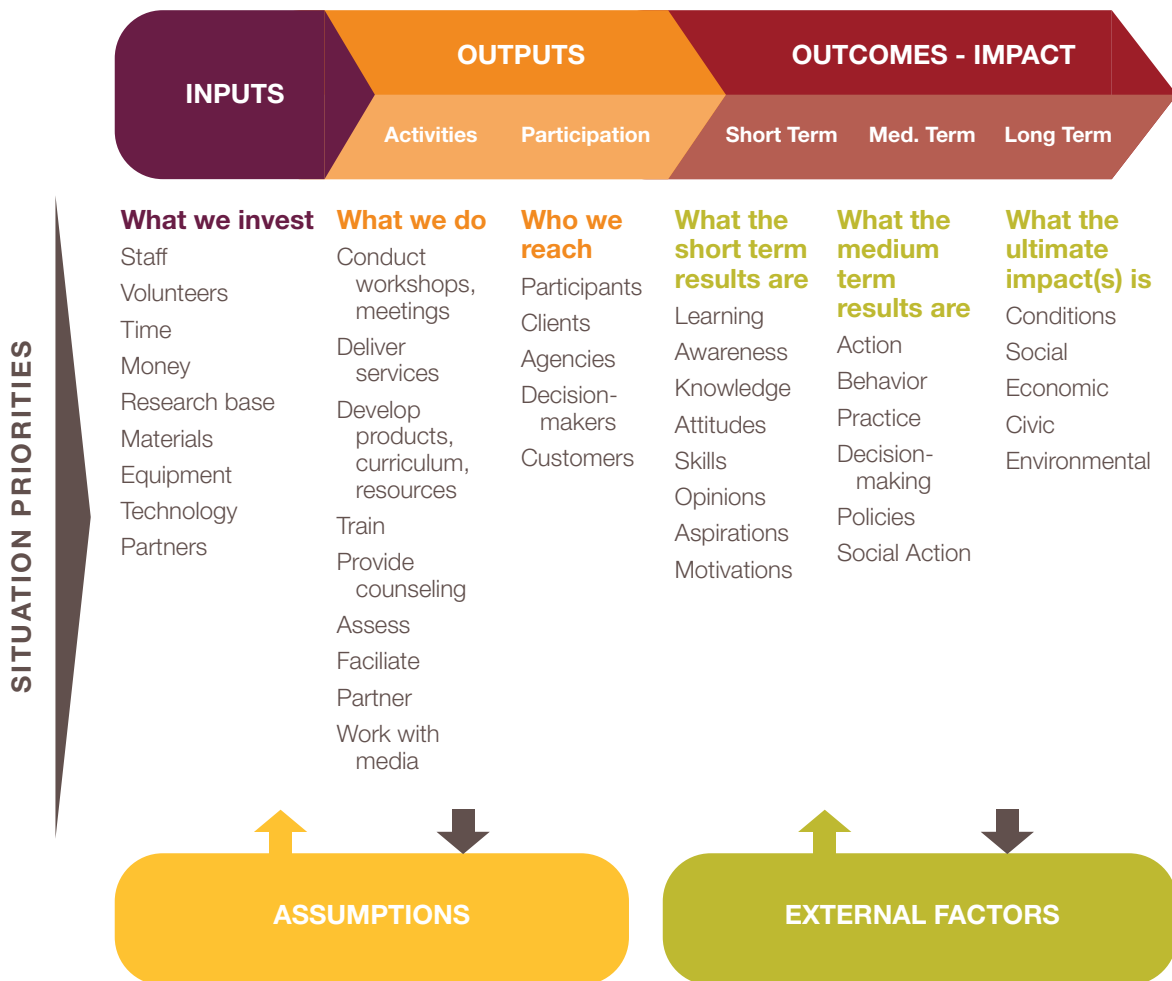 INPUTS
OUTPUTS
Activities
Participation
OUTCOMES - IMPACT
Short Term
Med. Term
Long Term
SITUATION PRIORITIES
What we invest
Staff
Volunteers
Time
Money
Research base
Materials
Equipment
Technology
Partners
What we do
Conduct
workshops,
meetings
Deliver
services
Develop
products,
curriculum,
resources
Train
Provide
counseling
Assess
Faciliate
Partner
Work with
media
Who we
reach
Participants
Clients
Agencies
Decision-
makers
Customers
What the
short term
results are
Learning
Awareness
Knowledge
Attitudes
Skills
Opinions
Aspirations
Motivations
What the
medium
term
results are
Action
Behavior
Practice
Decision-
making
Policies
Social Action
What the
ultimate
impact(s) is
Conditions
Social
Economic
Civic
Environmental
ASSUMPTIONS
EXTERNAL FACTORS